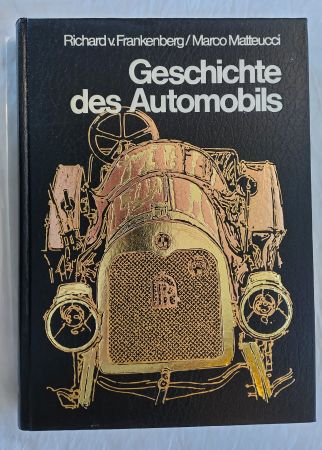 Richard v. Frankenberg/Marco Matteucci
Geschichte
des Automobils